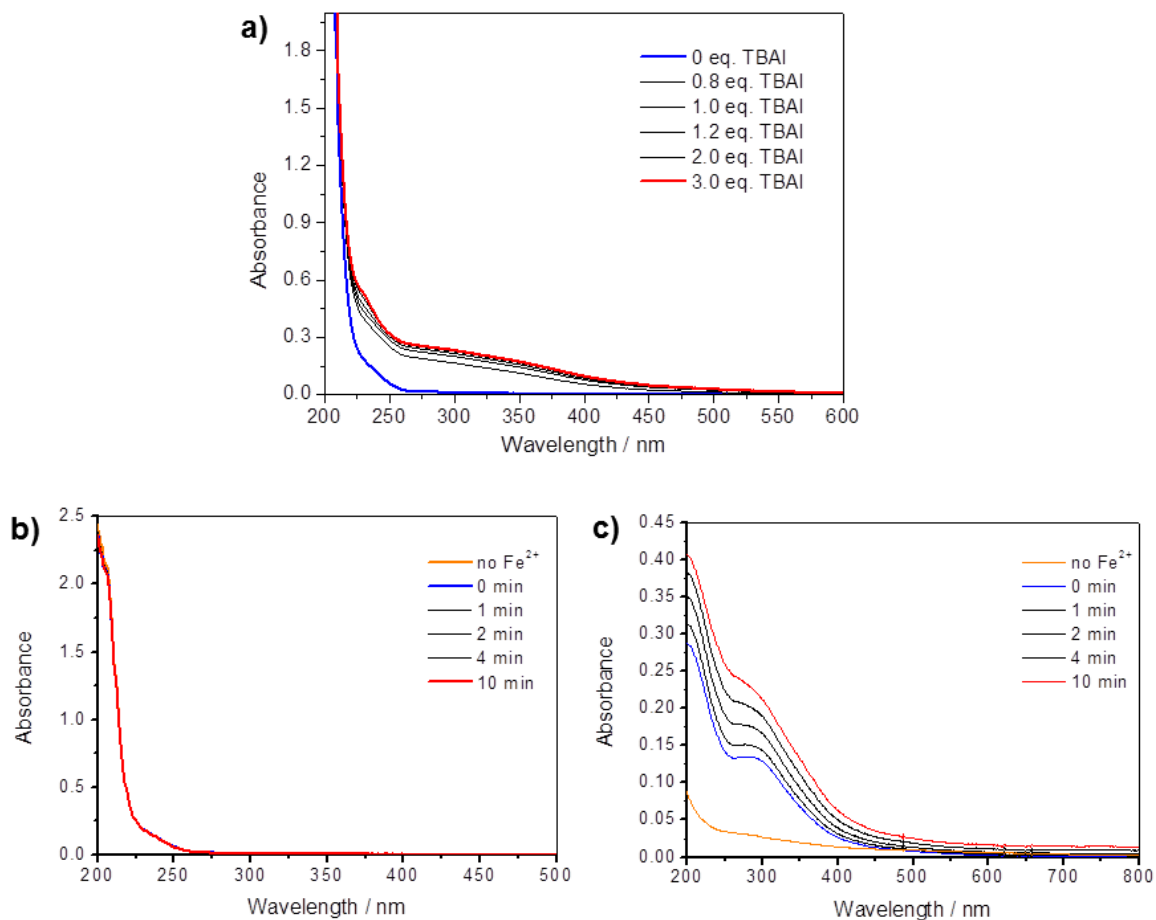 a)
1.8
1.5
1.2
0.9
0.6
0.3
0.0
Absorbance
0 eq. TBAI
0.8 eq. TBAI
1.0 eq. TBAI
1.2 eq. TBAI
2.0 eq. TBAI
3.0 eq. TBAI
200 250 300 350 400 450 500 550 600
Wavelength / nm
b)
2.5
2.0
1.5
1.0
0.5
0.0
Absorbance
no Fe²⁺
0 min
1 min
2 min
4 min
10 min
200 250 300 350 400 450 500
Wavelength / nm
c)
0.45
0.40
0.35
0.30
0.25
0.20
0.15
0.10
0.05
0.00
Absorbance
no Fe²⁺
0 min
1 min
2 min
4 min
10 min
200 300 400 500 600 700 800
Wavelength / nm